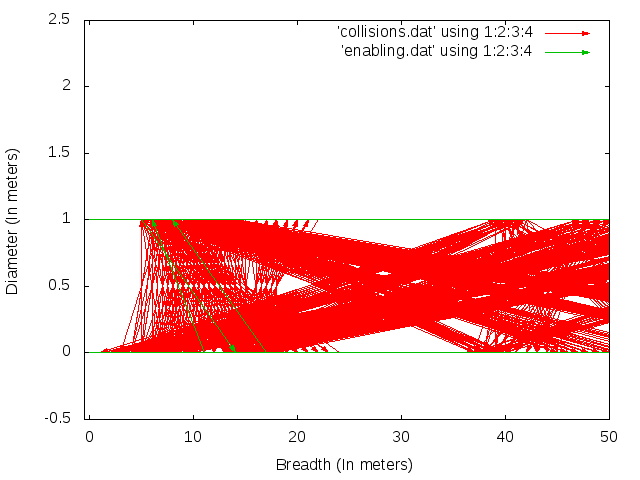 2.5
'collisions.dat' using 1:2:3:4
'enabling.dat' using 1:2:3:4
2
1.5
1
0.5
0
-0.5
Diameter (In meters)
0 10 20 30 40 50
Breadth (In meters)